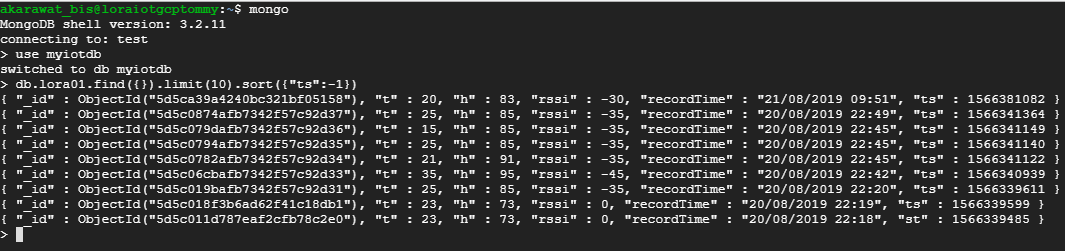 akarawat_bis@loraiotgcptommy:~$ mongo
MongoDB shell version: 3.2.11
connecting to: test
> use myiotdb
switched to db myiotdb
> db.lora01.find({}).limit(10).sort({"ts":-1})
{ "_id" : ObjectId("5d5ca39a4240bc321bf05158"), "t" : 20, "h" : 83, "rssi" : -30, "recordTime" : "21/08/2019 09:51", "ts" : 1566381082 }
{ "_id" : ObjectId("5d5c0874afb7342f57c92d37"), "t" : 25, "h" : 85, "rssi" : -35, "recordTime" : "20/08/2019 22:49", "ts" : 1566341364 }
{ "_id" : ObjectId("5d5c079dafb7342f57c92d36"), "t" : 15, "h" : 85, "rssi" : -35, "recordTime" : "20/08/2019 22:45", "ts" : 1566341149 }
{ "_id" : ObjectId("5d5c0794afb7342f57c92d35"), "t" : 25, "h" : 85, "rssi" : -35, "recordTime" : "20/08/2019 22:45", "ts" : 1566341140 }
{ "_id" : ObjectId("5d5c0782afb7342f57c92d34"), "t" : 21, "h" : 91, "rssi" : -35, "recordTime" : "20/08/2019 22:45", "ts" : 1566341122 }
{ "_id" : ObjectId("5d5c06cbafb7342f57c92d33"), "t" : 35, "h" : 95, "rssi" : -45, "recordTime" : "20/08/2019 22:42", "ts" : 1566340939 }
{ "_id" : ObjectId("5d5c019bafb7342f57c92d31"), "t" : 25, "h" : 85, "rssi" : -35, "recordTime" : "20/08/2019 22:20", "ts" : 1566339611 }
{ "_id" : ObjectId("5d5c018f3b6ad62f41c18db1"), "t" : 23, "h" : 73, "rssi" : 0, "recordTime" : "20/08/2019 22:19", "ts" : 1566339599 }
{ "_id" : ObjectId("5d5c011d787eaf2cfb78c2e0"), "t" : 23, "h" : 73, "rssi" : 0, "recordTime" : "20/08/2019 22:18", "st" : 1566339485 }
>